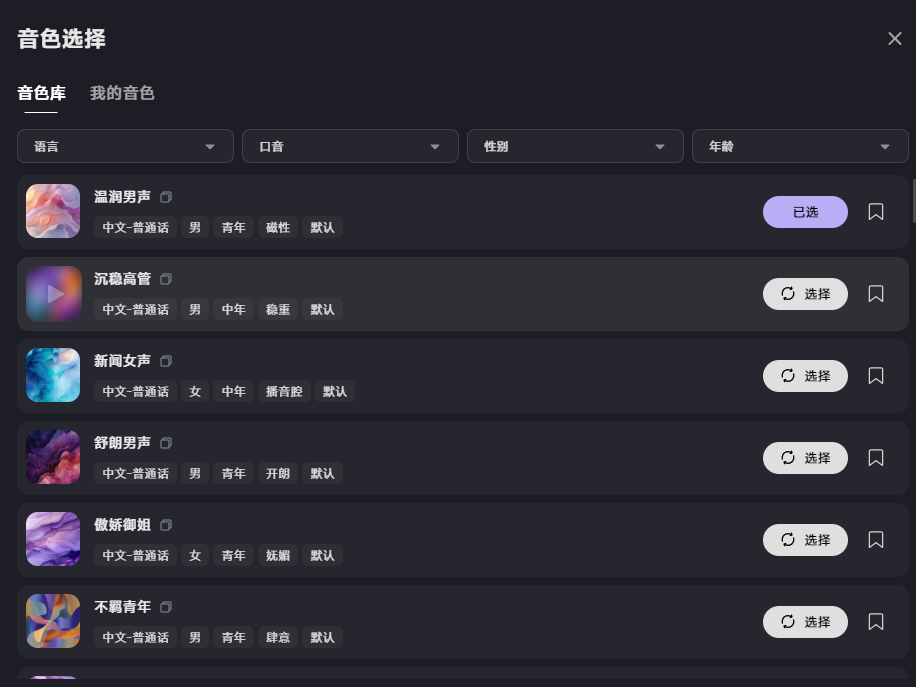 音色选择
音色库 我的音色
语言 口音 性别 年龄
温润男声
已选
中文-普通话 男 青年 磁性 默认
沉稳高管
选择
中文-普通话 男 中年 稳重 默认
新闻女声
选择
中文-普通话 女 中年 播音腔 默认
舒朗男声
选择
中文-普通话 男 青年 开朗 默认
傲娇御姐
选择
中文-普通话 女 青年 妩媚 默认
不羁青年
选择
中文-普通话 男 青年 肆意 默认